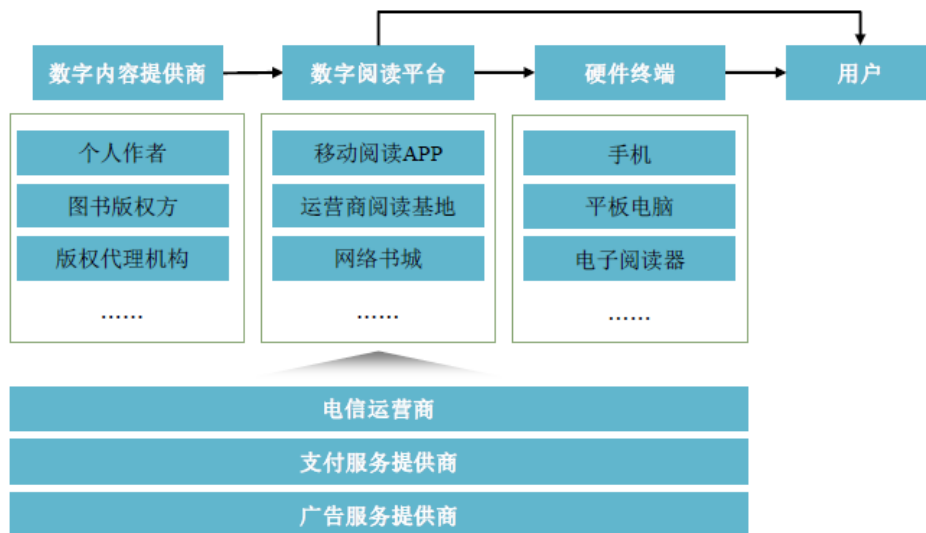 数字内容提供商
数字阅读平台
硬件终端
用户
个人作者
移动阅读APP
手机
图书版权方
运营商阅读基地
平板电脑
版权代理机构
网络书城
电子阅读器
……
……
……
电信运营商
支付服务提供商
广告服务提供商